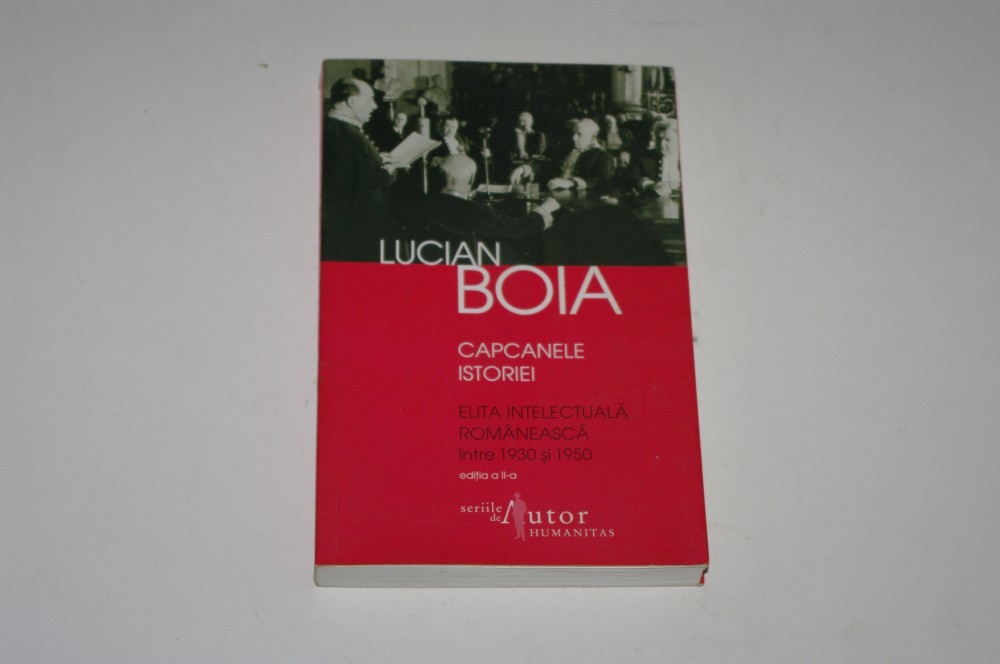 LUCIAN
BOIA
CAPCANELE
ISTORIEI
ELITA INTELECTUALĂ
ROMÂNEASCĂ
între 1930 și 1950
ediția a II-a
seriile
de Autor
HUMANITAS